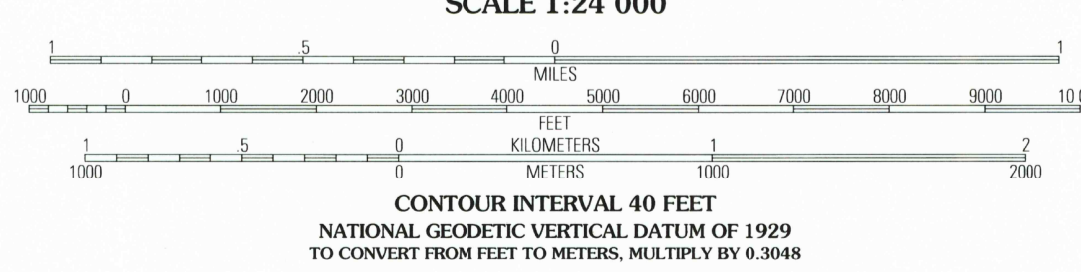 SCALE 1:24 000
1 .5 0 1
MILES
1000 0 1000 2000 3000 4000 5000 6000 7000 8000 9000 10 0
FEET
1 .5 0 KILOMETERS 1 2
1000 0 METERS 1000 2000
CONTOUR INTERVAL 40 FEET
NATIONAL GEODETIC VERTICAL DATUM OF 1929
TO CONVERT FROM FEET TO METERS, MULTIPLY BY 0.3048